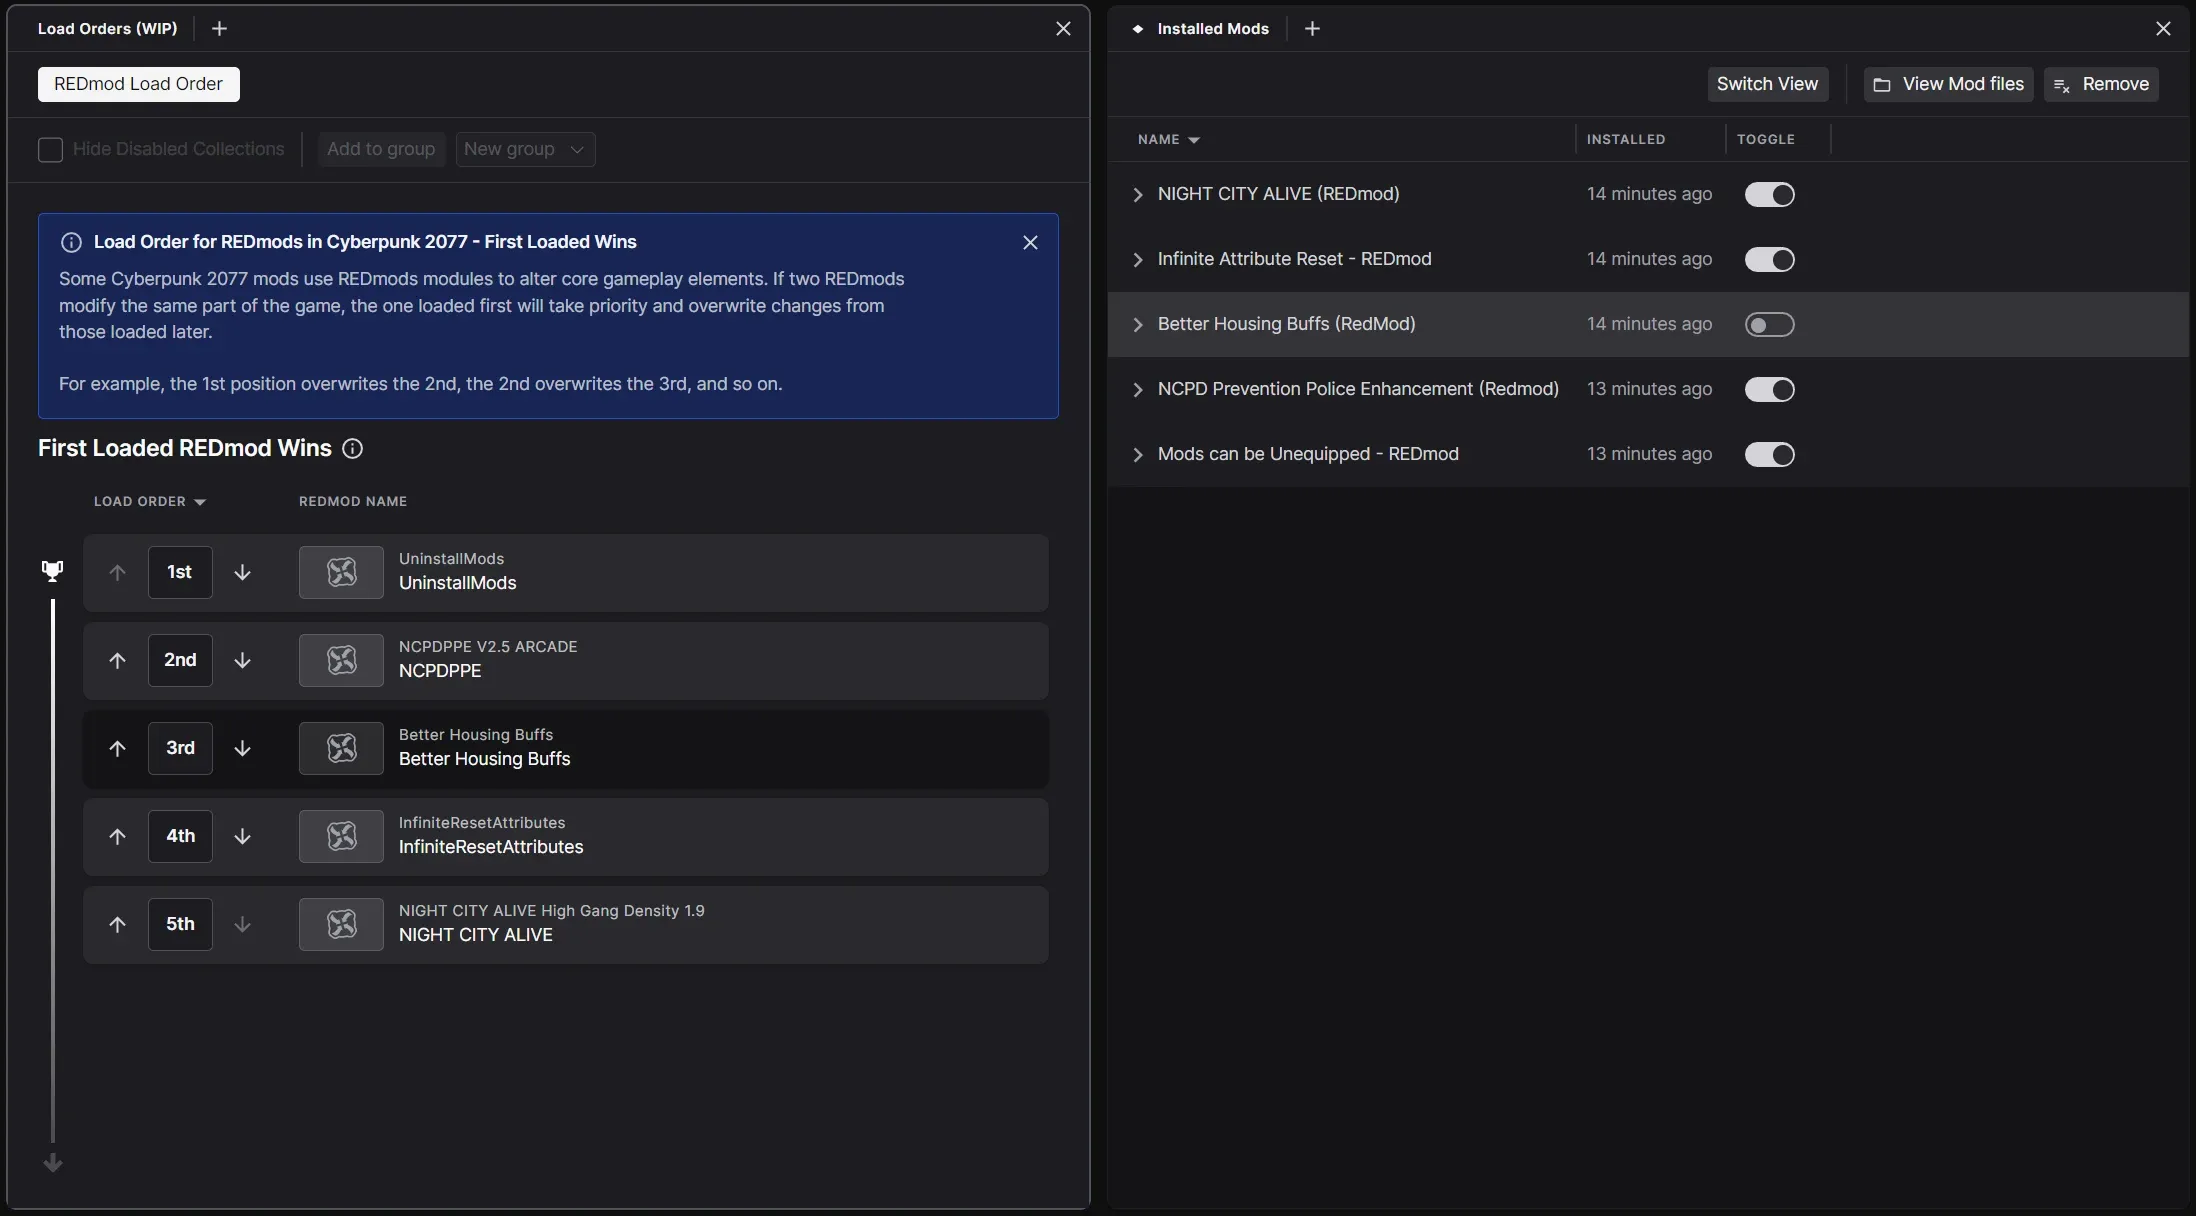 Load Orders (WIP)
REDmod Load Order
Hide Disabled Collections
Add to group
New group
Load Order for REDmods in Cyberpunk 2077 - First Loaded Wins
Some Cyberpunk 2077 mods use REDmods modules to alter core gameplay elements. If two REDmods
modify the same part of the game, the one loaded first will take priority and overwrite changes from
those loaded later.
For example, the 1st position overwrites the 2nd, the 2nd overwrites the 3rd, and so on.
First Loaded REDmod Wins
LOAD ORDER REDMOD NAME
1st
UninstallMods
UninstallMods
2nd
NCPDPPE V2.5 ARCADE
NCPDPPE
3rd
Better Housing Buffs
Better Housing Buffs
4th
InfiniteResetAttributes
InfiniteResetAttributes
5th
NIGHT CITY ALIVE High Gang Density 1.9
NIGHT CITY ALIVE
Installed Mods
Switch View View Mod files Remove
NAME INSTALLED TOGGLE
NIGHT CITY ALIVE (REDmod) 14 minutes ago
Infinite Attribute Reset - REDmod 14 minutes ago
Better Housing Buffs (RedMod) 14 minutes ago
NCPD Prevention Police Enhancement (Redmod) 13 minutes ago
Mods can be Unequipped - REDmod 13 minutes ago